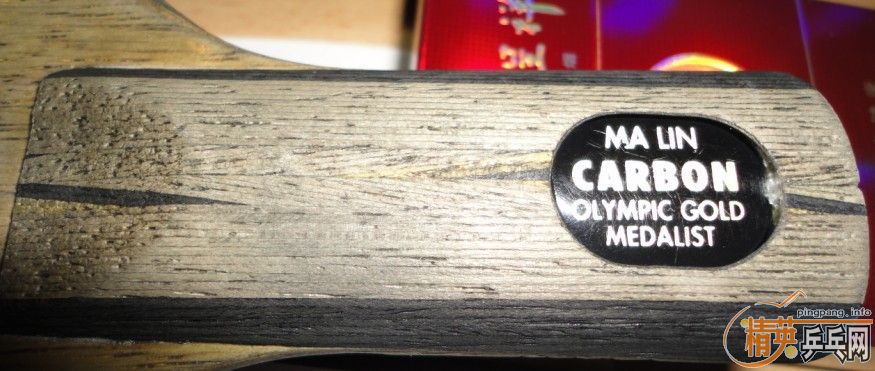 MA LIN
CARBON
OLYMPIC GOLD
MEDALIST
pingpang.info
精英乒乓网